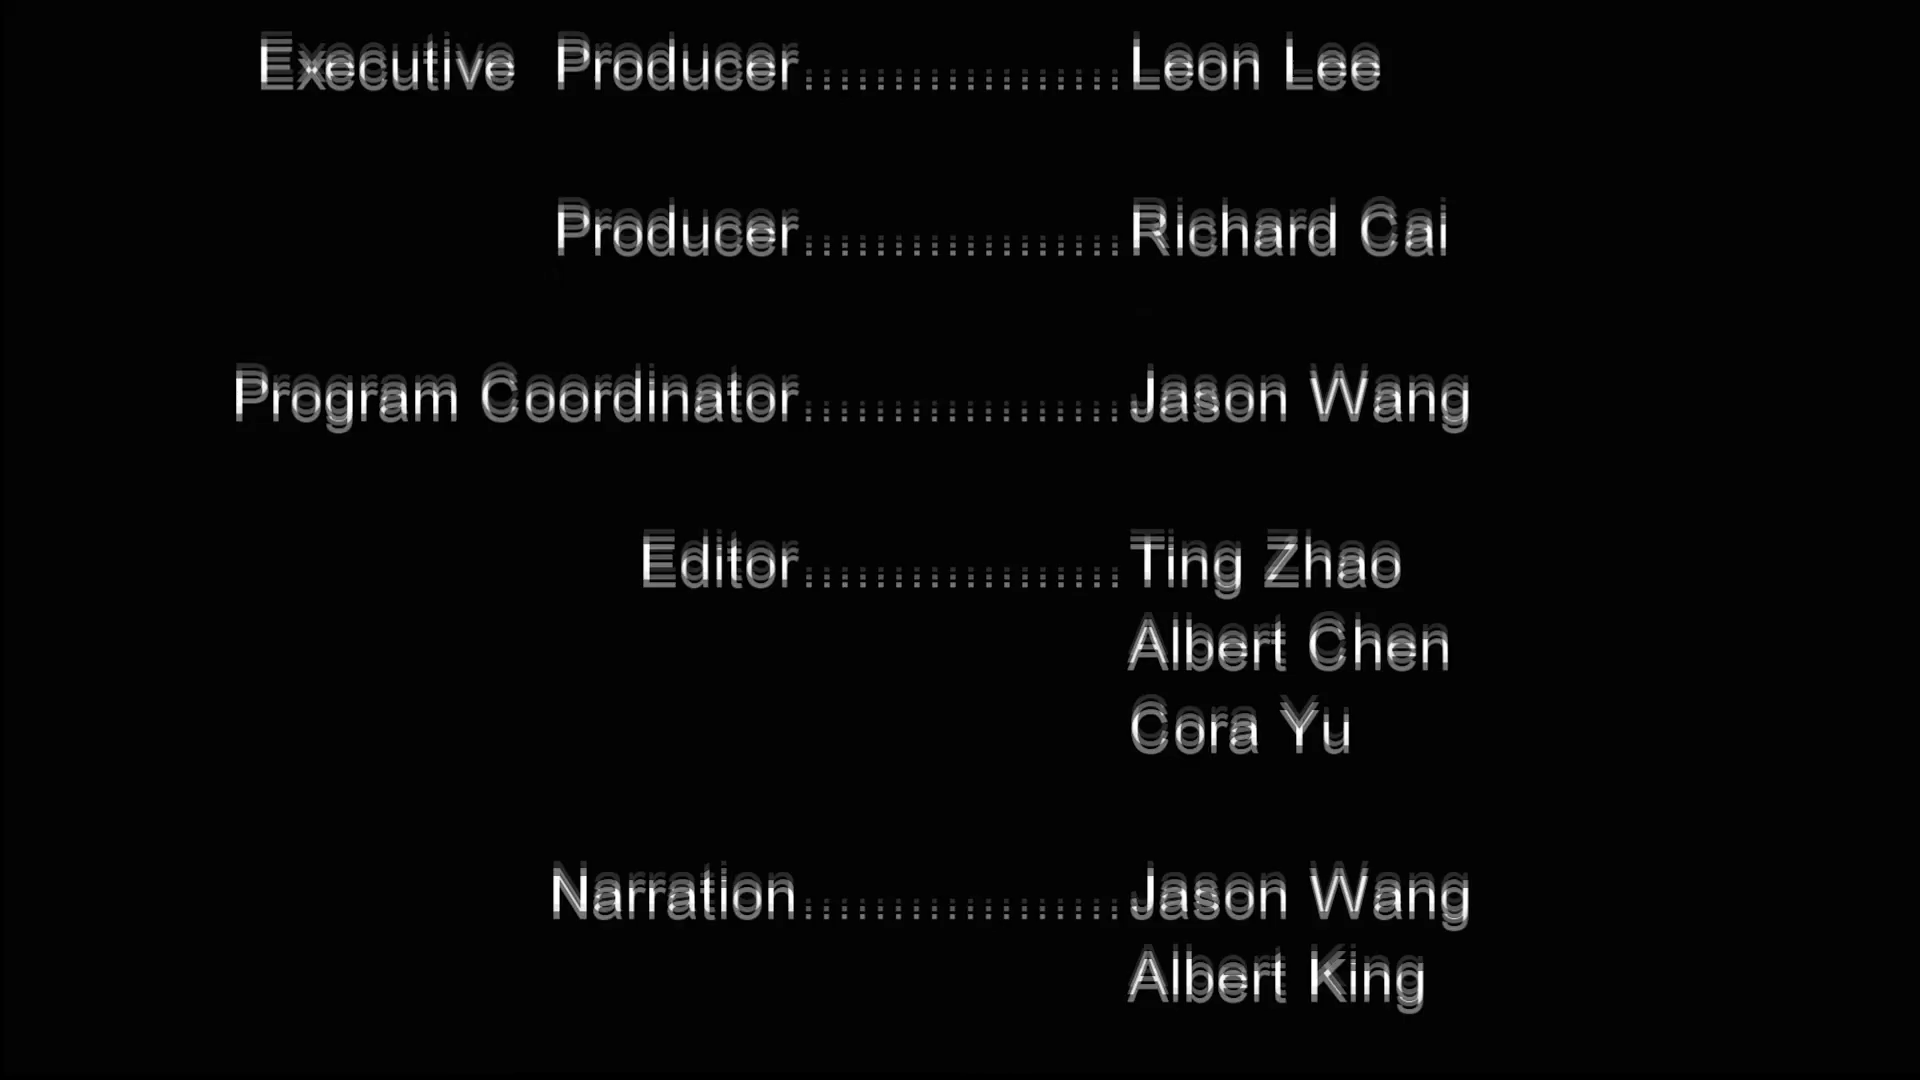 Executive Producer..................Leon Lee
Producer..................Richard Cai
Program Coordinator..................Jason Wang
Editor..................Ting Zhao
Albert Chen
Cora Yu
Narration..................Jason Wang
Albert King